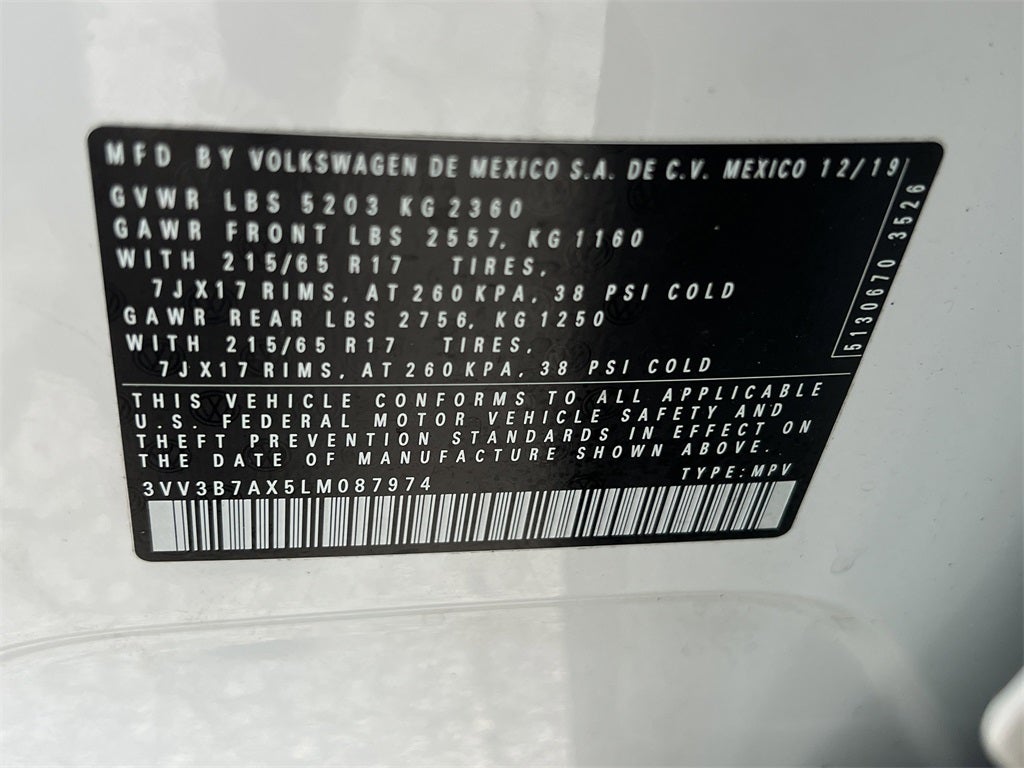 MFD BY VOLKSWAGEN DE MEXICO S.A. DE C.V. MEXICO 12/19
GVWR LBS 5203 KG 2360
GAWR FRONT LBS 2557, KG 1160
WITH 215/65 R17 TIRES,
7JX17 RIMS, AT 260 KPA, 38 PSI COLD
GAWR REAR LBS 2756, KG 1250
WITH 215/65 R17 TIRES,
7JX17 RIMS, AT 260 KPA, 38 PSI COLD
5130670 3526
THIS VEHICLE CONFORMS TO ALL APPLICABLE
U.S. FEDERAL MOTOR VEHICLE SAFETY AND
THEFT PREVENTION STANDARDS IN EFFECT ON
THE DATE OF MANUFACTURE SHOWN ABOVE.
3VV3B7AX5LM087974 TYPE: MPV